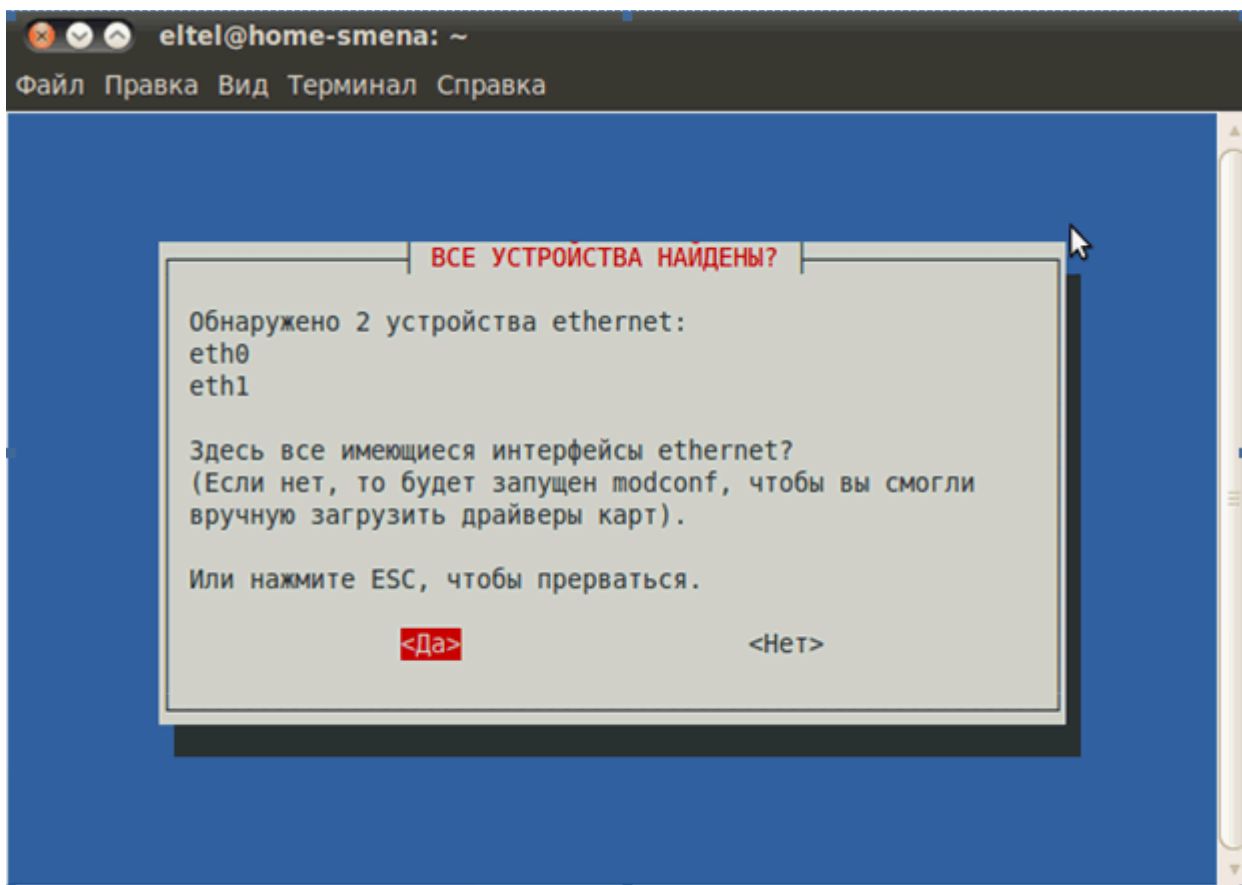 eltel@home-smena: ~
Файл Правка Вид Терминал Справка
ВСЕ УСТРОЙСТВА НАЙДЕНЫ?
Обнаружено 2 устройства ethernet:
eth0
eth1
Здесь все имеющиеся интерфейсы ethernet?
(Если нет, то будет запущен modconf, чтобы вы смогли
вручную загрузить драйверы карт).
Или нажмите ESC, чтобы прерваться.
<Да> <Нет>